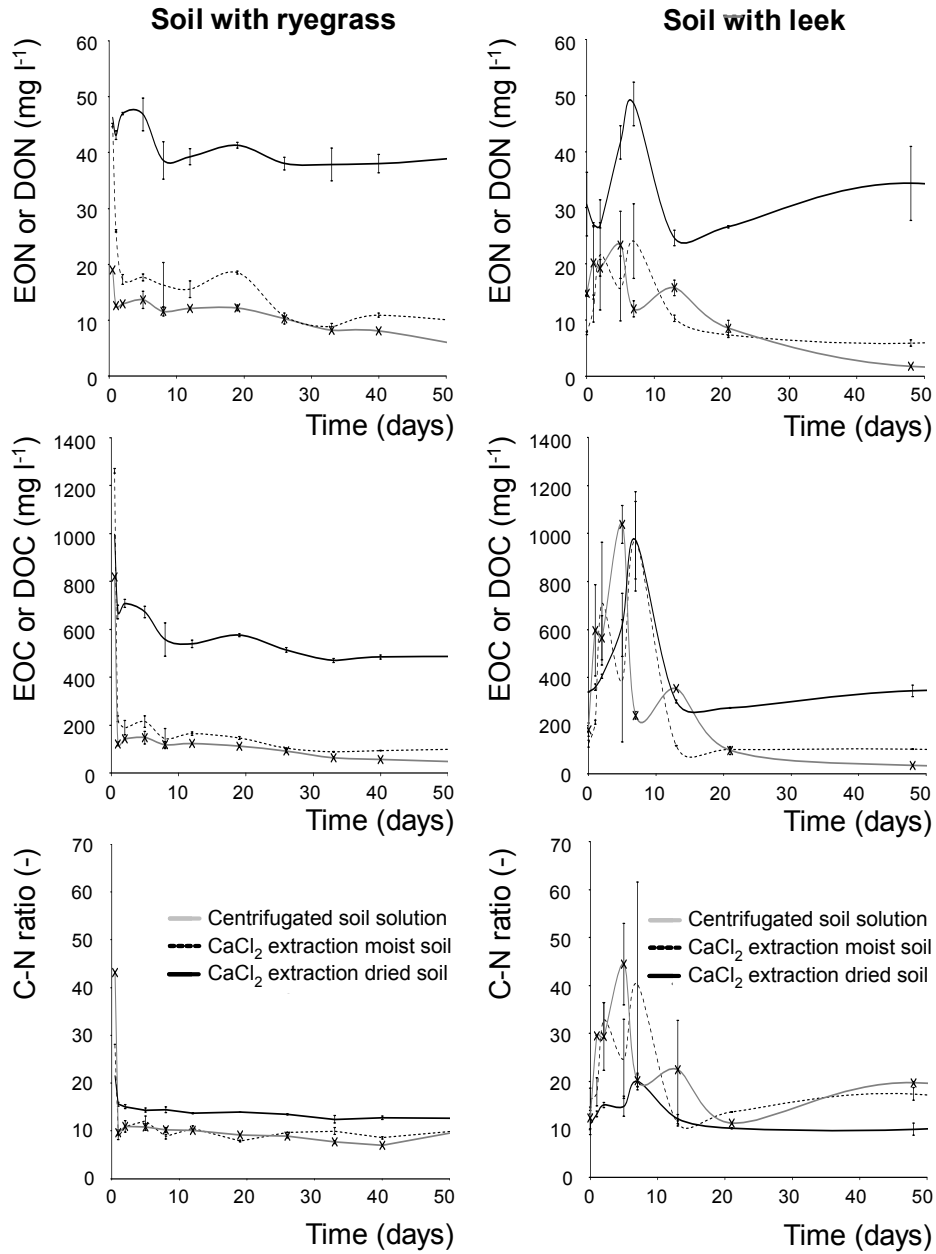 Soil with ryegrass
Soil with leek
EON or DON (mg l-1)
60
50
40
30
20
10
0
0 10 20 30 40 50
Time (days)
EON or DON (mg l-1)
60
50
40
30
20
10
0
0 10 20 30 40 50
Time (days)
EOC or DOC (mg l-1)
1400
1200
1000
800
600
400
200
0
0 10 20 30 40 50
Time (days)
EOC or DOC (mg l-1)
1400
1200
1000
800
600
400
200
0
0 10 20 30 40 50
Time (days)
C-N ratio (-)
70
60
50
40
30
20
10
0
Centrifugated soil solution
CaCl2 extraction moist soil
CaCl2 extraction dried soil
0 10 20 30 40 50
Time (days)
C-N ratio (-)
70
60
50
40
30
20
10
0
Centrifugated soil solution
CaCl2 extraction moist soil
CaCl2 extraction dried soil
0 10 20 30 40 50
Time (days)